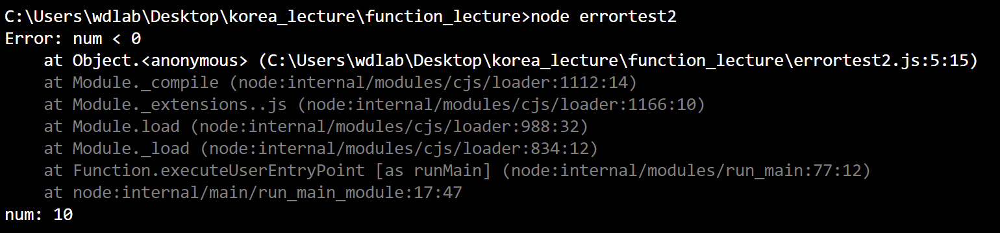 C:\Users\wdlab\Desktop\korea_lecture\function_lecture>node errortest2
Error: num < 0
    at Object.<anonymous> (C:\Users\wdlab\Desktop\korea_lecture\function_lecture\errortest2.js:5:15)
    at Module._compile (node:internal/modules/cjs/loader:1112:14)
    at Module._extensions..js (node:internal/modules/cjs/loader:1166:10)
    at Module.load (node:internal/modules/cjs/loader:988:32)
    at Module._load (node:internal/modules/cjs/loader:834:12)
    at Function.executeUserEntryPoint [as runMain] (node:internal/modules/run_main:77:12)
    at node:internal/main/run_main_module:17:47
num: 10